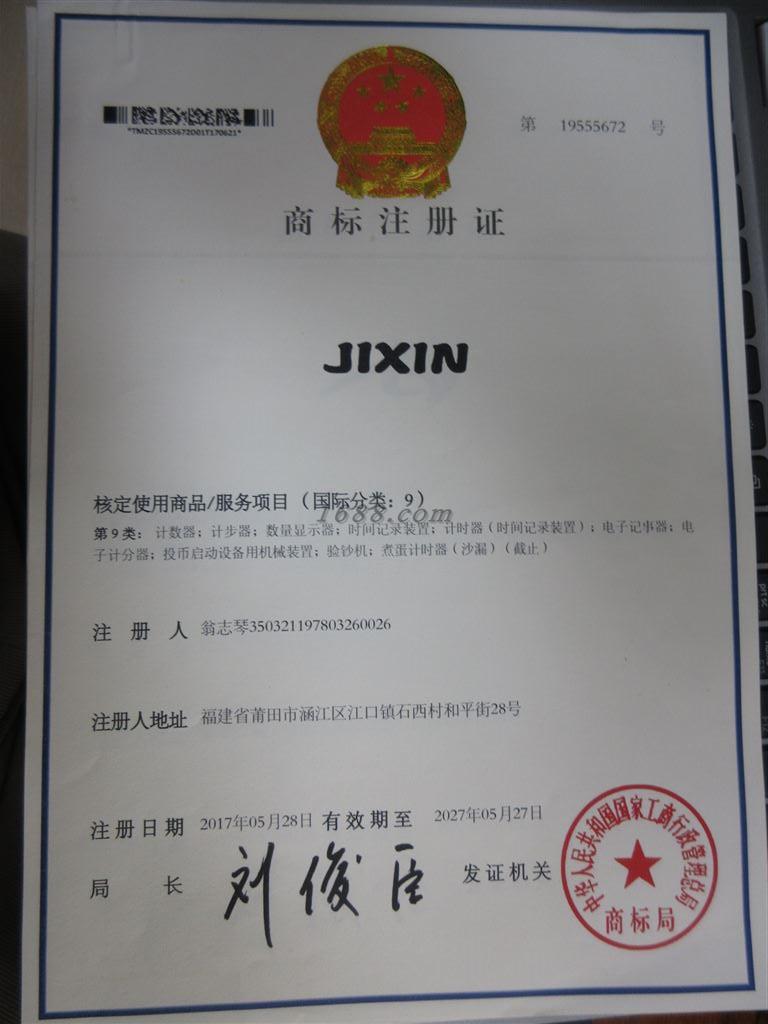 *TMZC19555672D01T170621*
第 19555672 号
商标注册证
JIXIN
核定使用商品/服务项目（国际分类：9）
1688.com
第9类：计数器；计步器；数量显示器；时间记录装置；计时器（时间记录装置）；电子记事器；电
子计分器；投币启动设备用机械装置；验钞机；煮蛋计时器（沙漏）（截止）
注 册 人 翁志琴350321197803260026
注册人地址 福建省莆田市涵江区江口镇石西村和平街28号
注册日期 2017年05月28日 有效期至 2027年05月27日
局 长 刘俊臣 发证机关
中华人民共和国国家工商行政管理总局
商标局